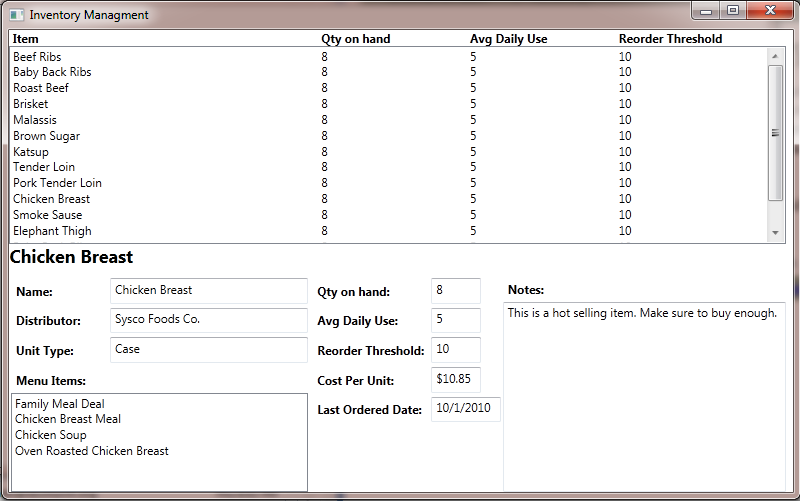 Inventory Managment
Item Qty on hand Avg Daily Use Reorder Threshold
Beef Ribs 8 5 10
Baby Back Ribs 8 5 10
Roast Beef 8 5 10
Brisket 8 5 10
Malassis 8 5 10
Brown Sugar 8 5 10
Katsup 8 5 10
Tender Loin 8 5 10
Pork Tender Loin 8 5 10
Chicken Breast 8 5 10
Smoke Sause 8 5 10
Elephant Thigh 8 5 10
Chicken Breast
Name: Chicken Breast Qty on hand: 8 Notes:
Distributor: Sysco Foods Co. Avg Daily Use: 5 This is a hot selling item. Make sure to buy enough.
Unit Type: Case Reorder Threshold: 10
Menu Items: Cost Per Unit: $10.85
Family Meal Deal Last Ordered Date: 10/1/2010
Chicken Breast Meal
Chicken Soup
Oven Roasted Chicken Breast